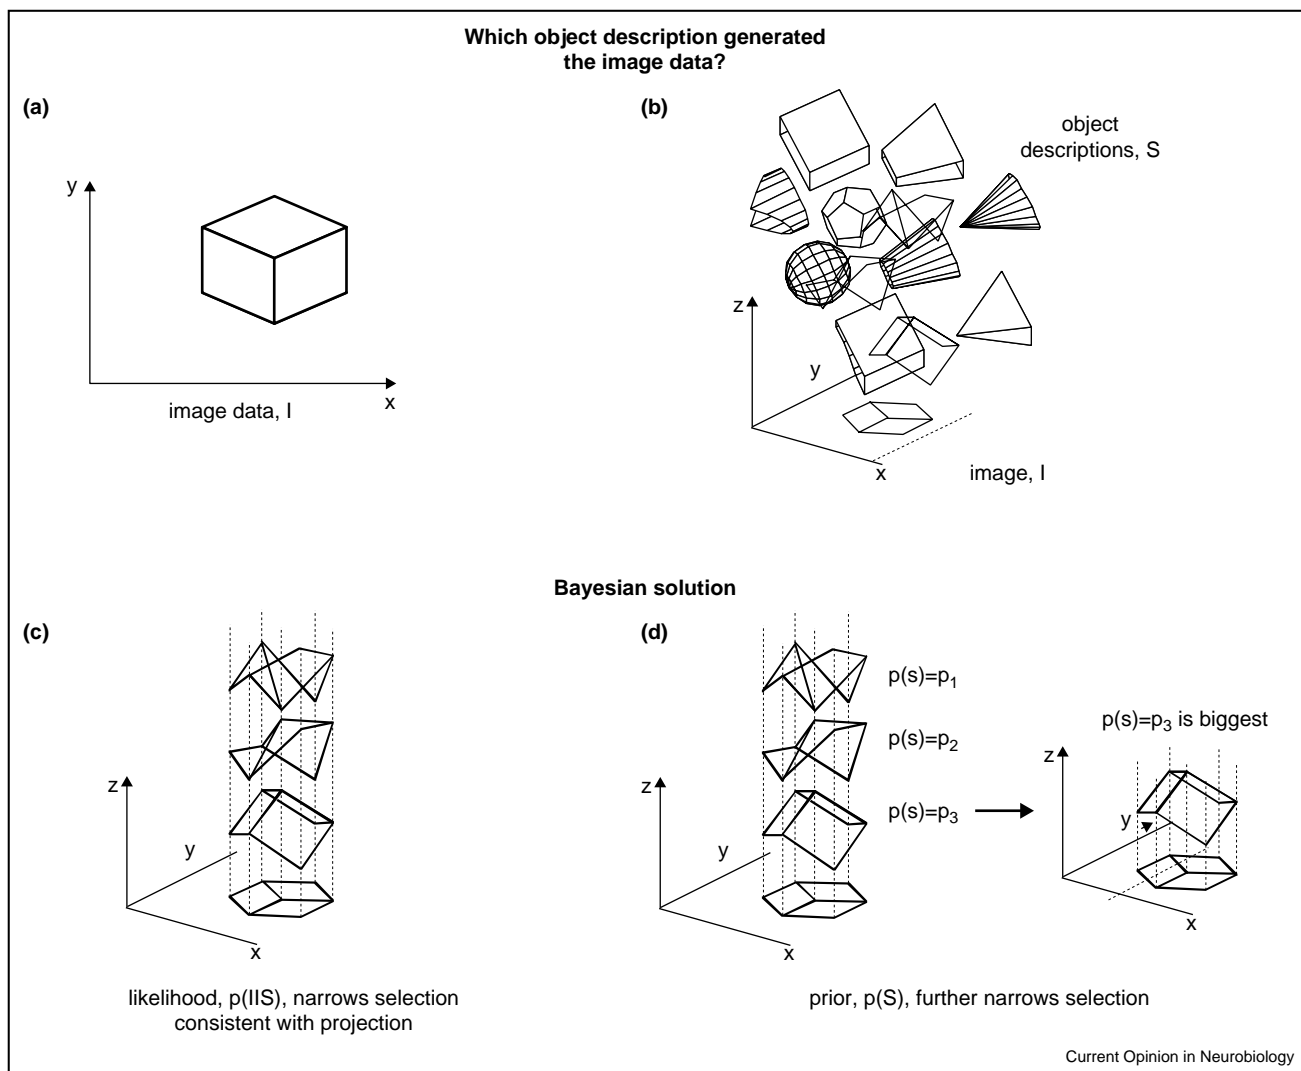 Which object description generated
the image data?
(a)
y
x
image data, I
(b)
object
descriptions, S
z
y
x
image, I
Bayesian solution
(c)
z
y
x
likelihood, p(IIS), narrows selection
consistent with projection
(d)
p(s)=p1
p(s)=p2
p(s)=p3
z
y
x
p(s)=p3 is biggest
z
y
x
prior, p(S), further narrows selection
Current Opinion in Neurobiology